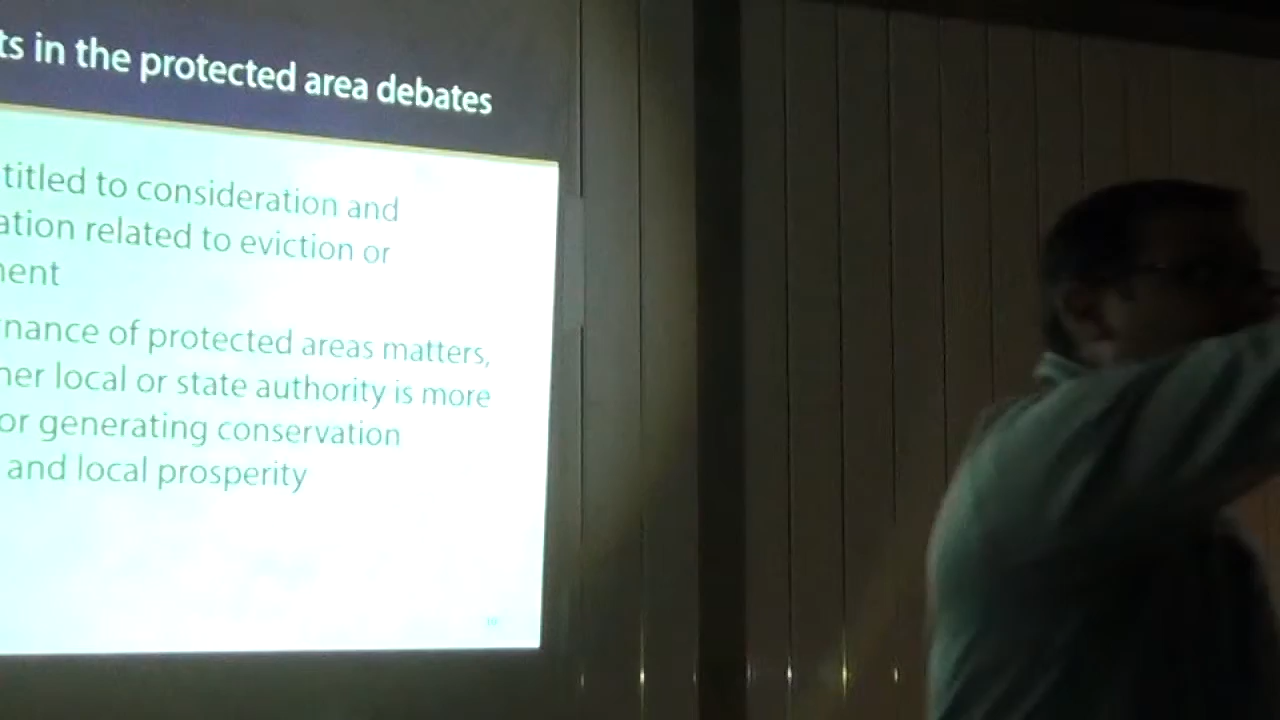 ts in the protected area debates
titled to consideration and
ation related to eviction or
nent
nance of protected areas matters,
her local or state authority is more
or generating conservation
and local prosperity